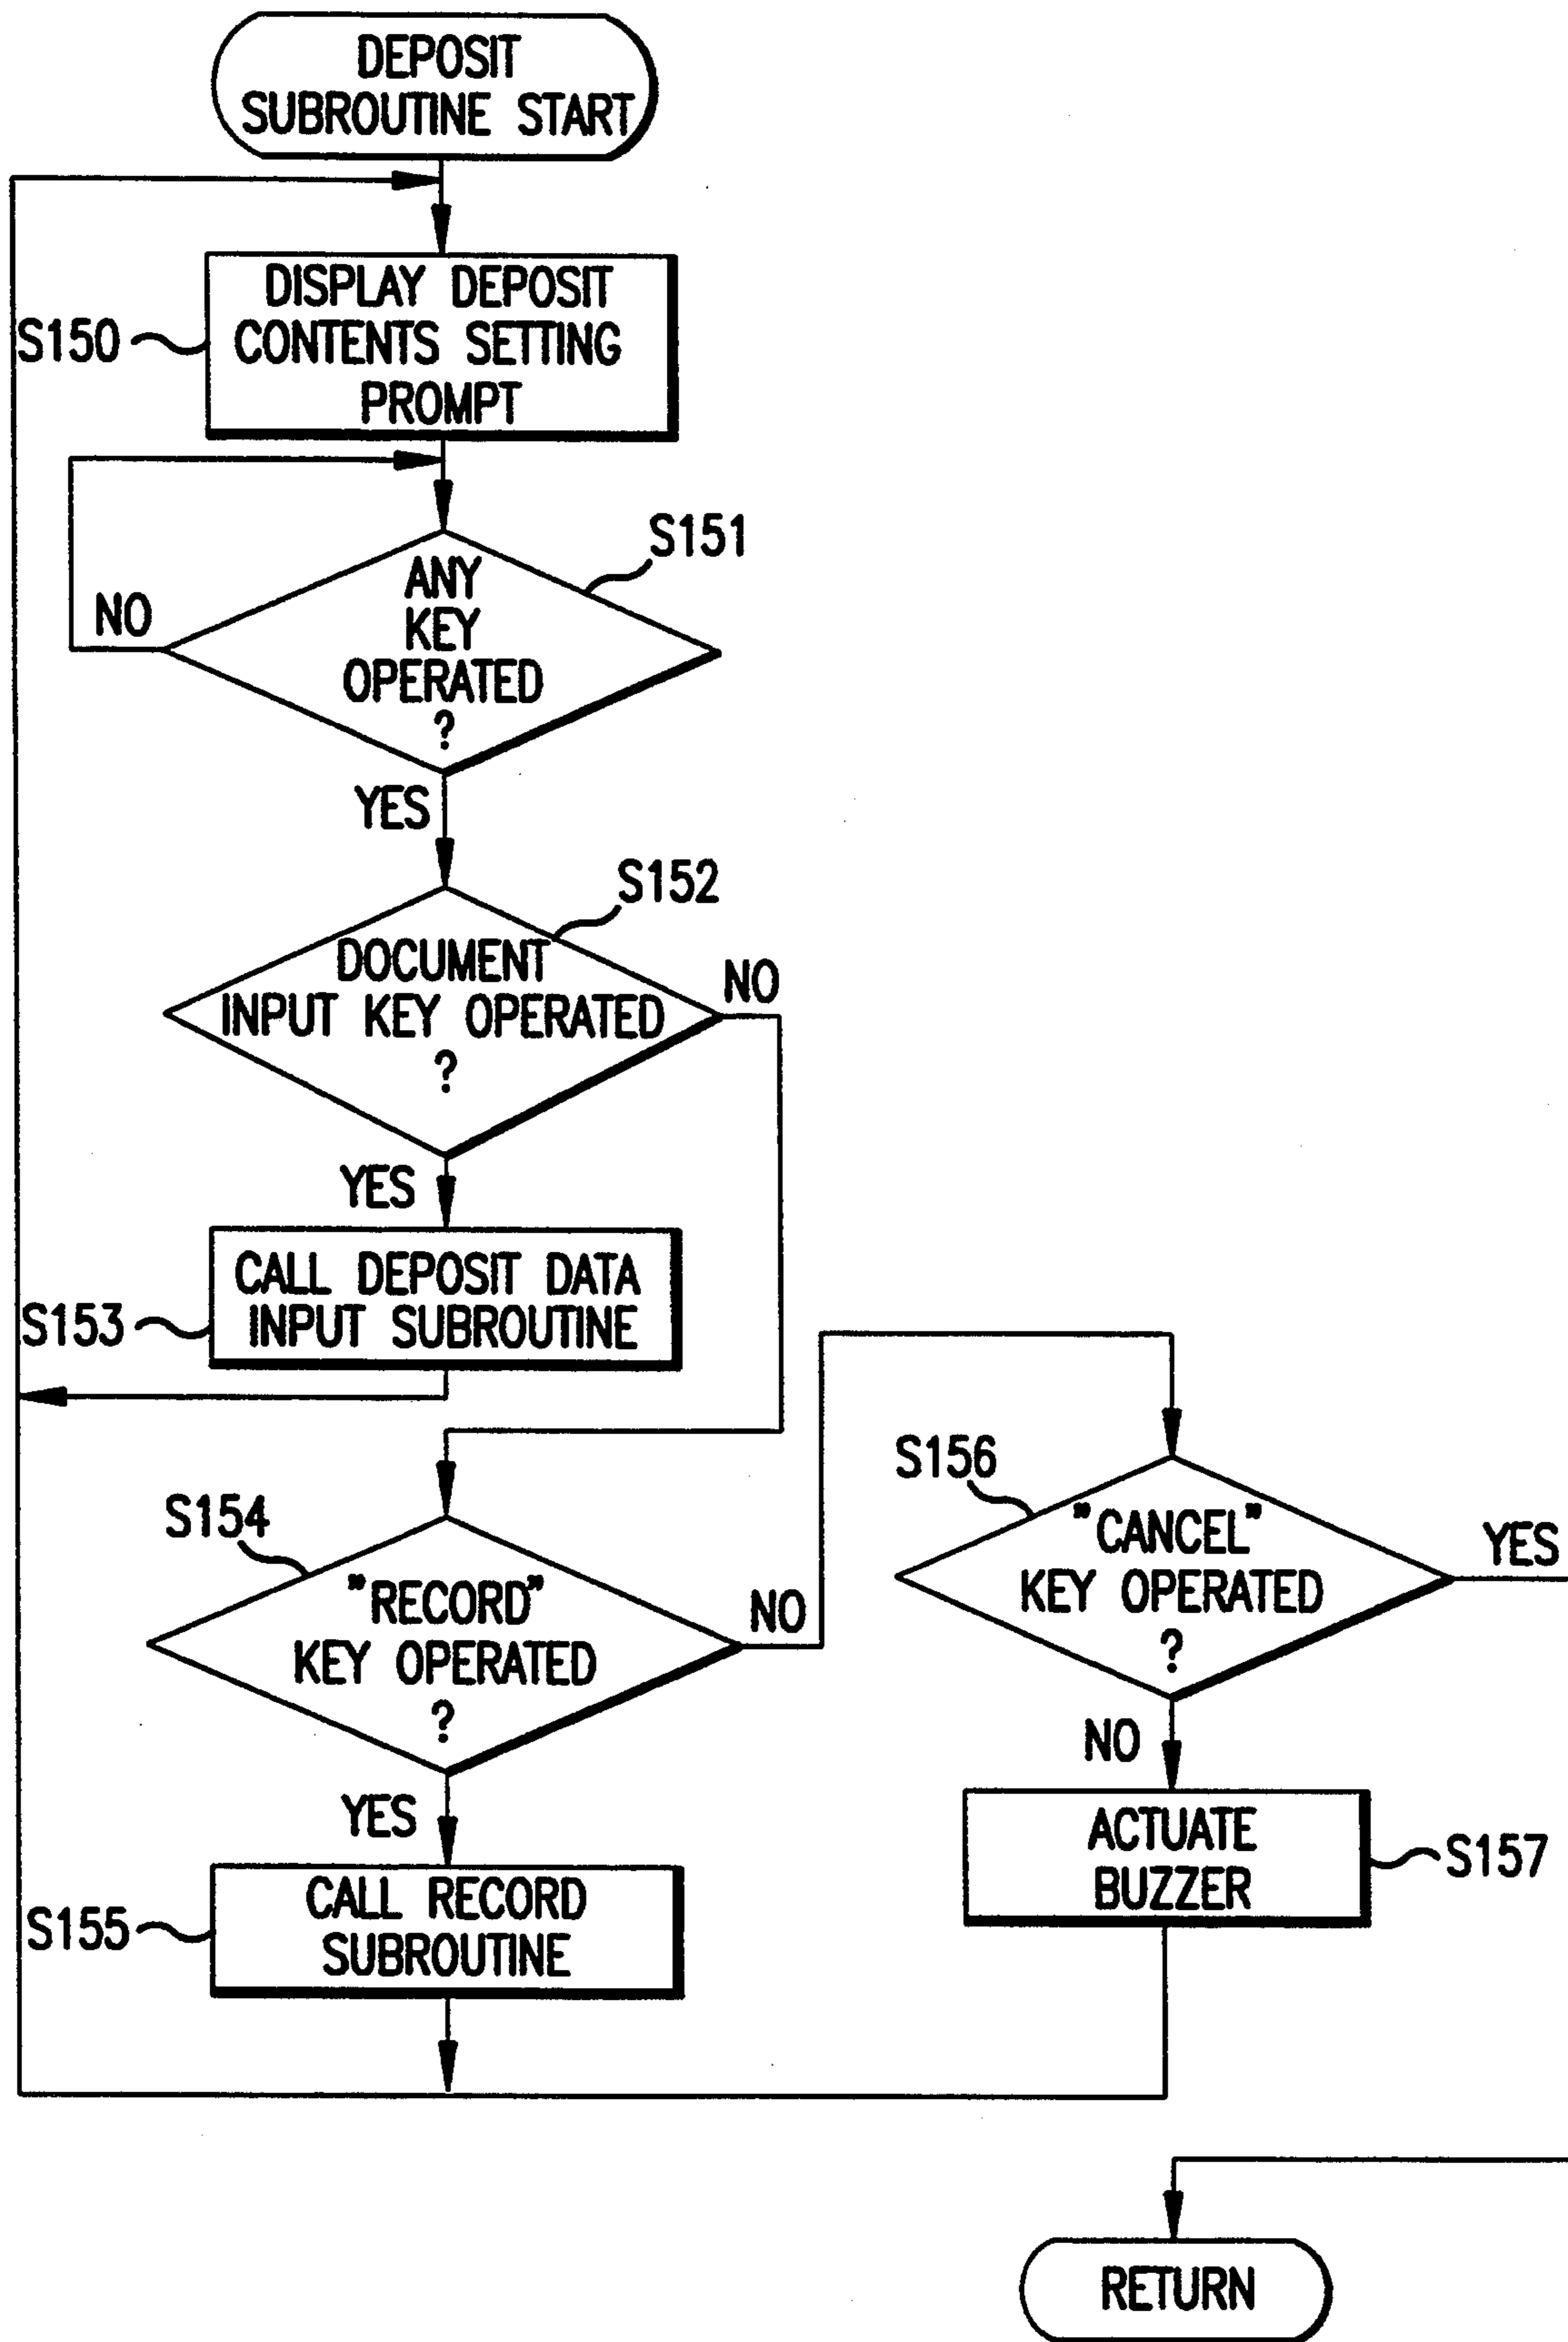 DEPOSIT
SUBROUTINE START
DISPLAY DEPOSIT
CONTENTS SETTING
PROMPT
S150
S151
ANY
KEY
OPERATED
?
NO
YES
S152
DOCUMENT
INPUT KEY OPERATED
?
NO
YES
CALL DEPOSIT DATA
INPUT SUBROUTINE
S153
S154
"RECORD"
KEY OPERATED
?
NO
YES
CALL RECORD
SUBROUTINE
S155
S156
"CANCEL"
KEY OPERATED
?
YES
NO
ACTUATE
BUZZER
S157
RETURN